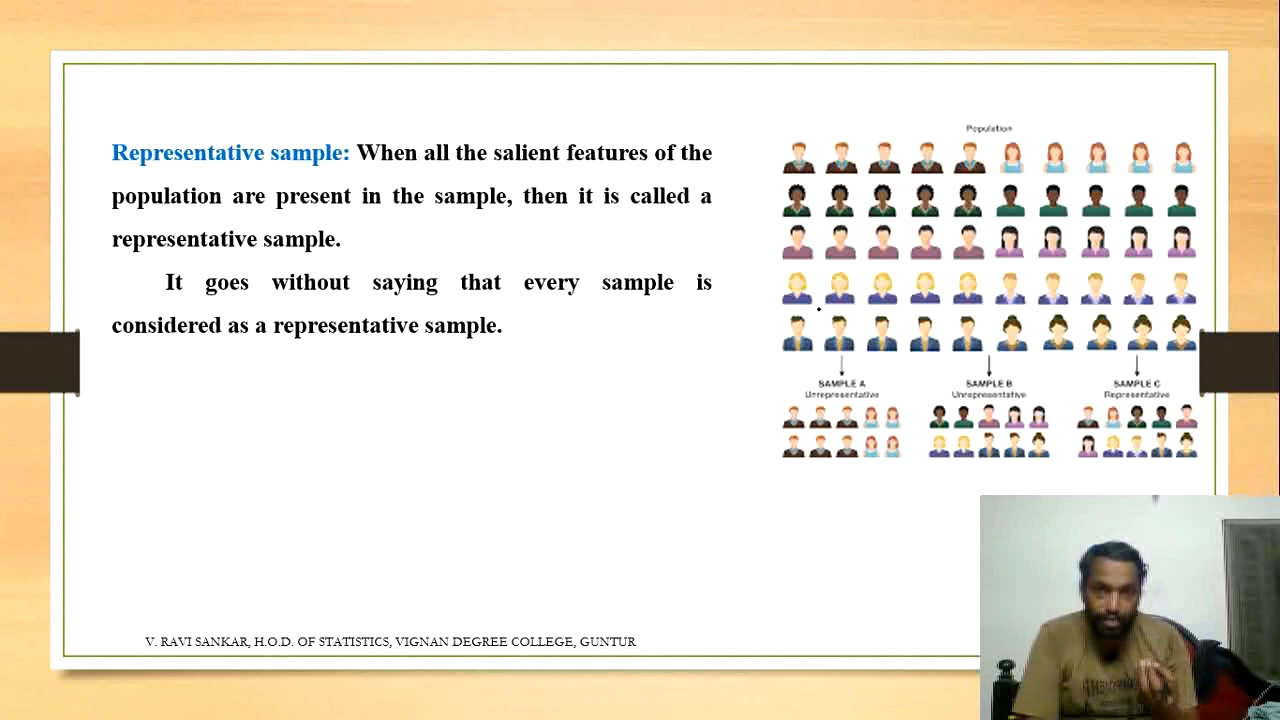 Representative sample: When all the salient features of the
population are present in the sample, then it is called a
representative sample.
It goes without saying that every sample is
considered as a representative sample.
Population
SAMPLE A
Unrepresentative
SAMPLE B
Unrepresentative
SAMPLE C
Representative
V. RAVI SANKAR, H.O.D. OF STATISTICS, VIGNAN DEGREE COLLEGE, GUNTUR